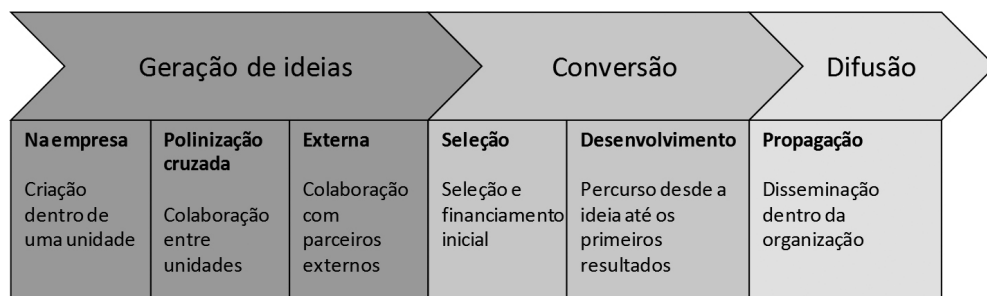 Geração de ideias
Conversão
Difusão
Na empresa
Criação
dentro de
uma unidade
Polinização
cruzada
Colaboração
entre
unidades
Externa
Colaboração
com
parceiros
externos
Seleção
Seleção e
financiamento
inicial
Desenvolvimento
Percurso desde a
ideia até os
primeiros
resultados
Propagação
Disseminação
dentro da
organização